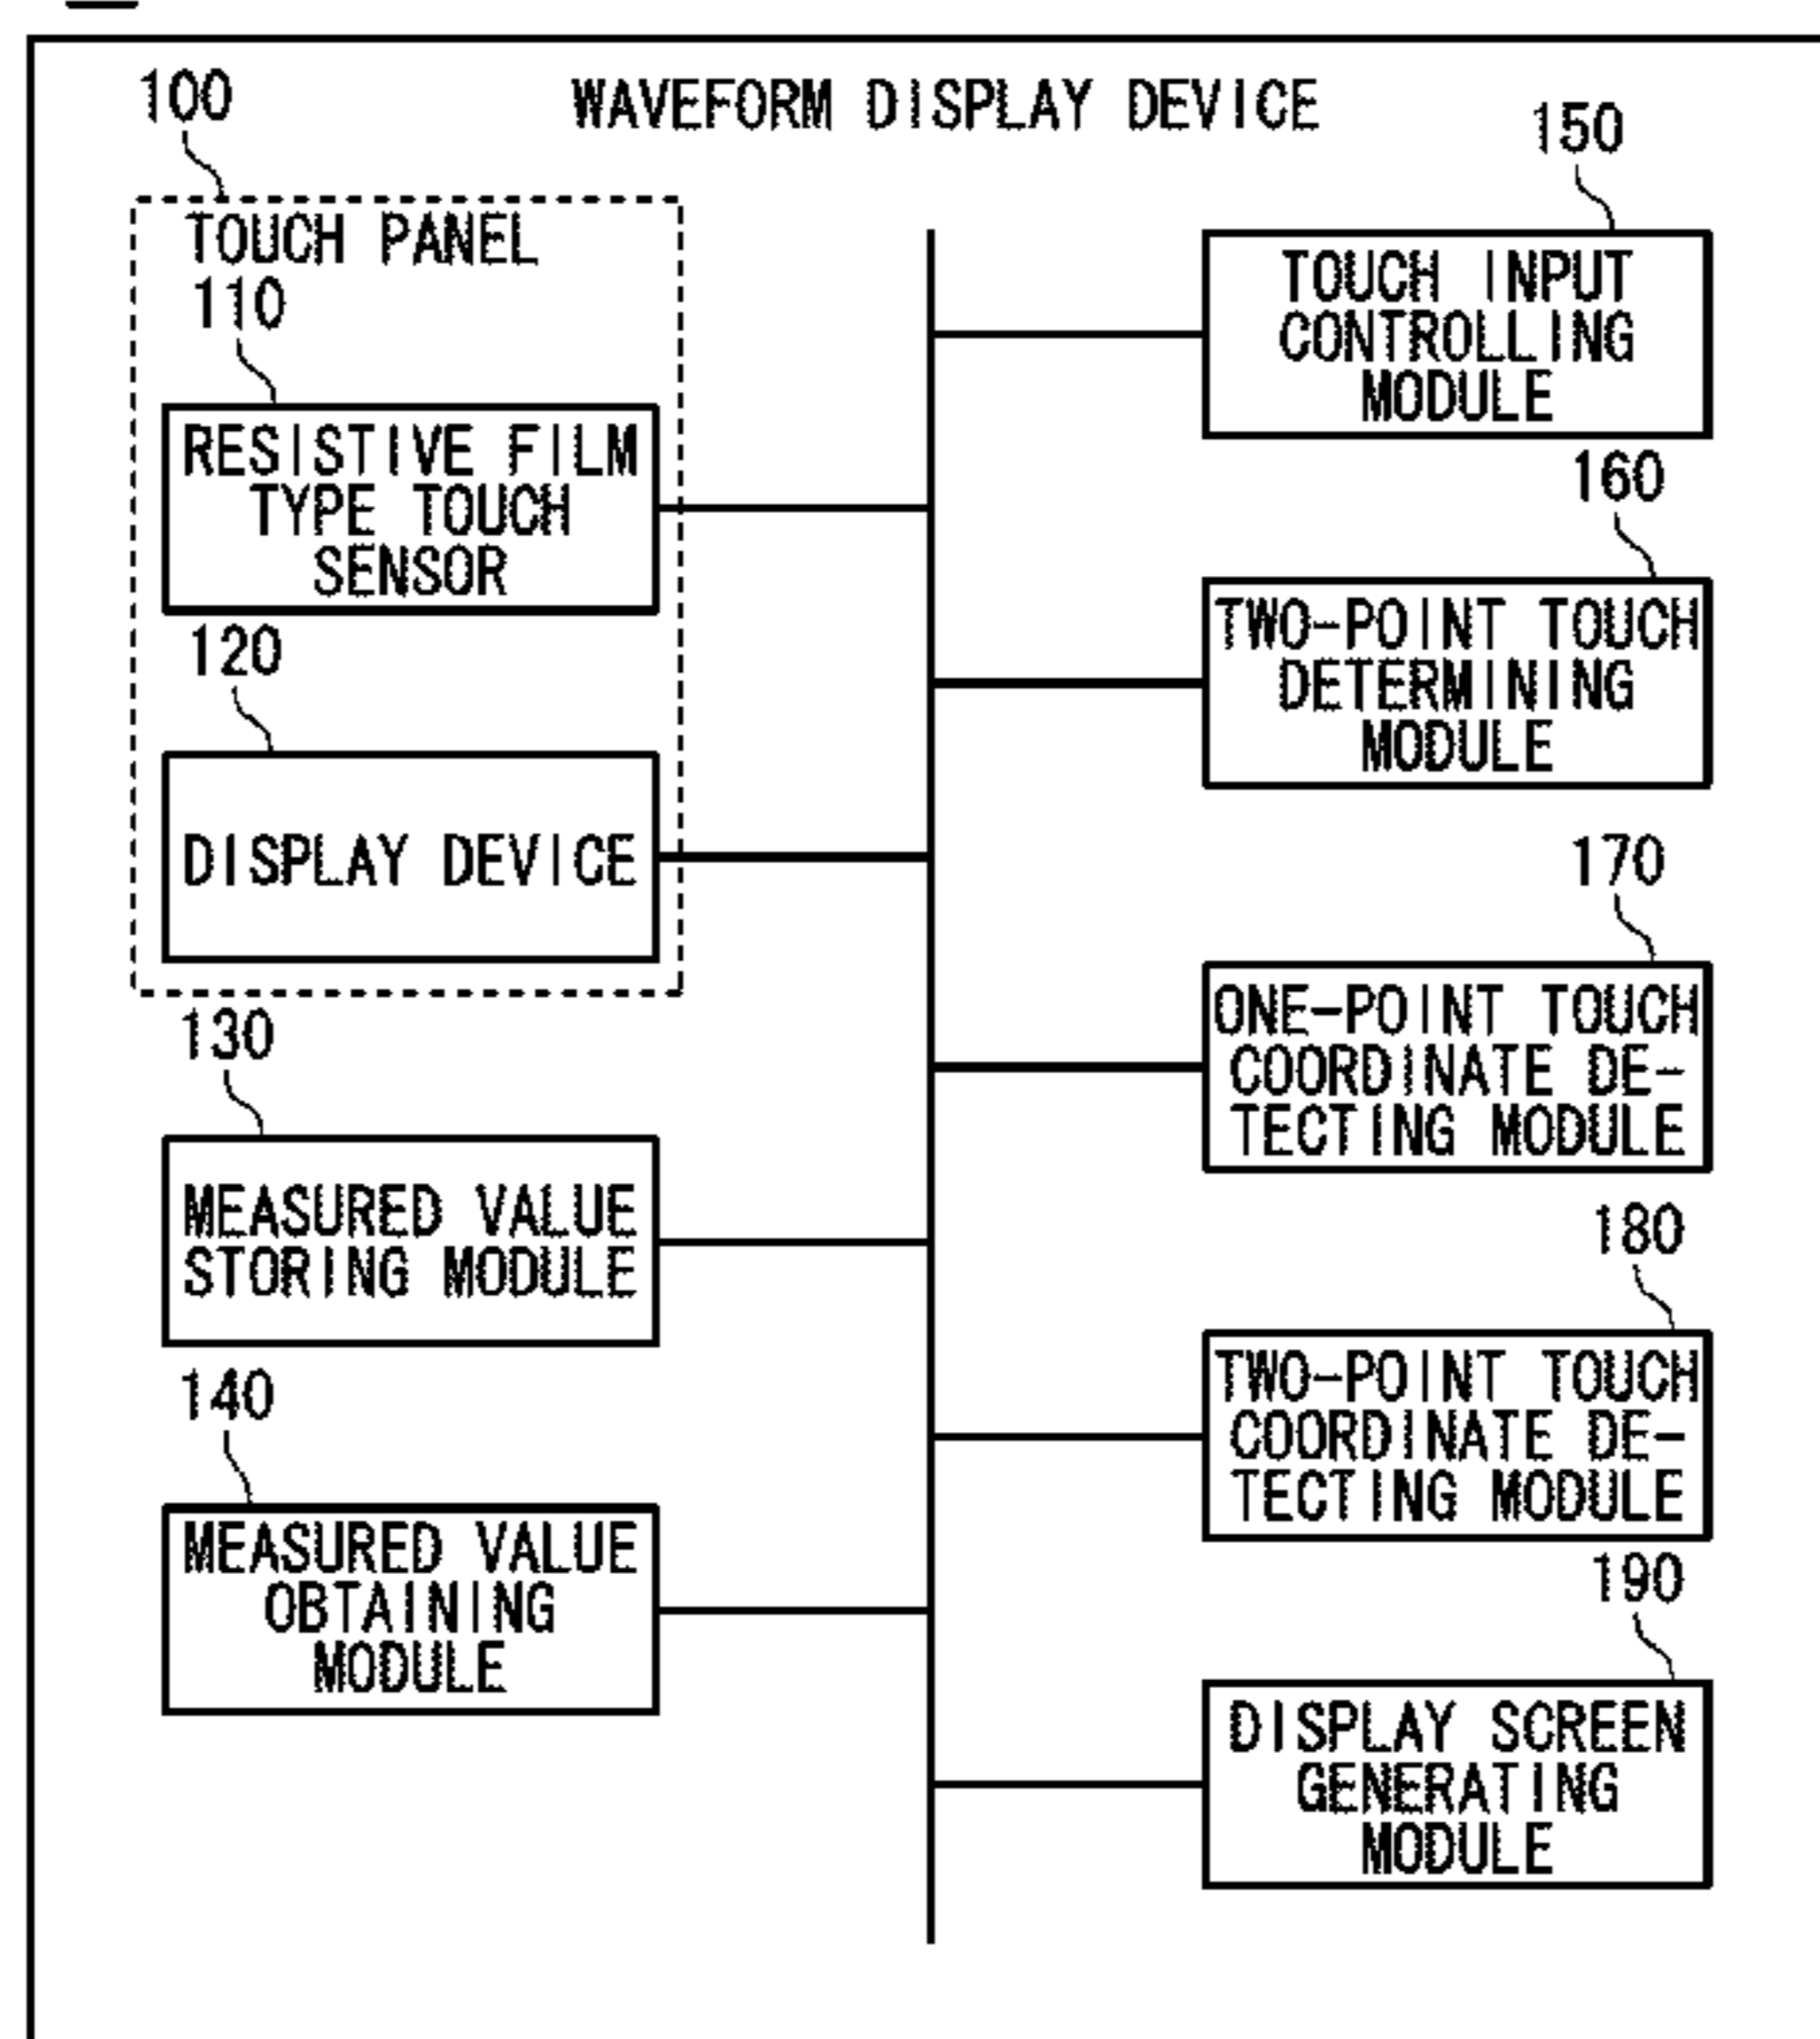 WAVEFORM DISPLAY DEVICE
100
TOUCH PANEL
110
RESISTIVE FILM
TYPE TOUCH
SENSOR
120
DISPLAY DEVICE
130
MEASURED VALUE
STORING MODULE
140
MEASURED VALUE
OBTAINING
MODULE
150
TOUCH INPUT
CONTROLLING
MODULE
160
TWO-POINT TOUCH
DETERMINING
MODULE
170
ONE-POINT TOUCH
COORDINATE DE-
TECTING MODULE
180
TWO-POINT TOUCH
COORDINATE DE-
TECTING MODULE
190
DISPLAY SCREEN
GENERATING
MODULE